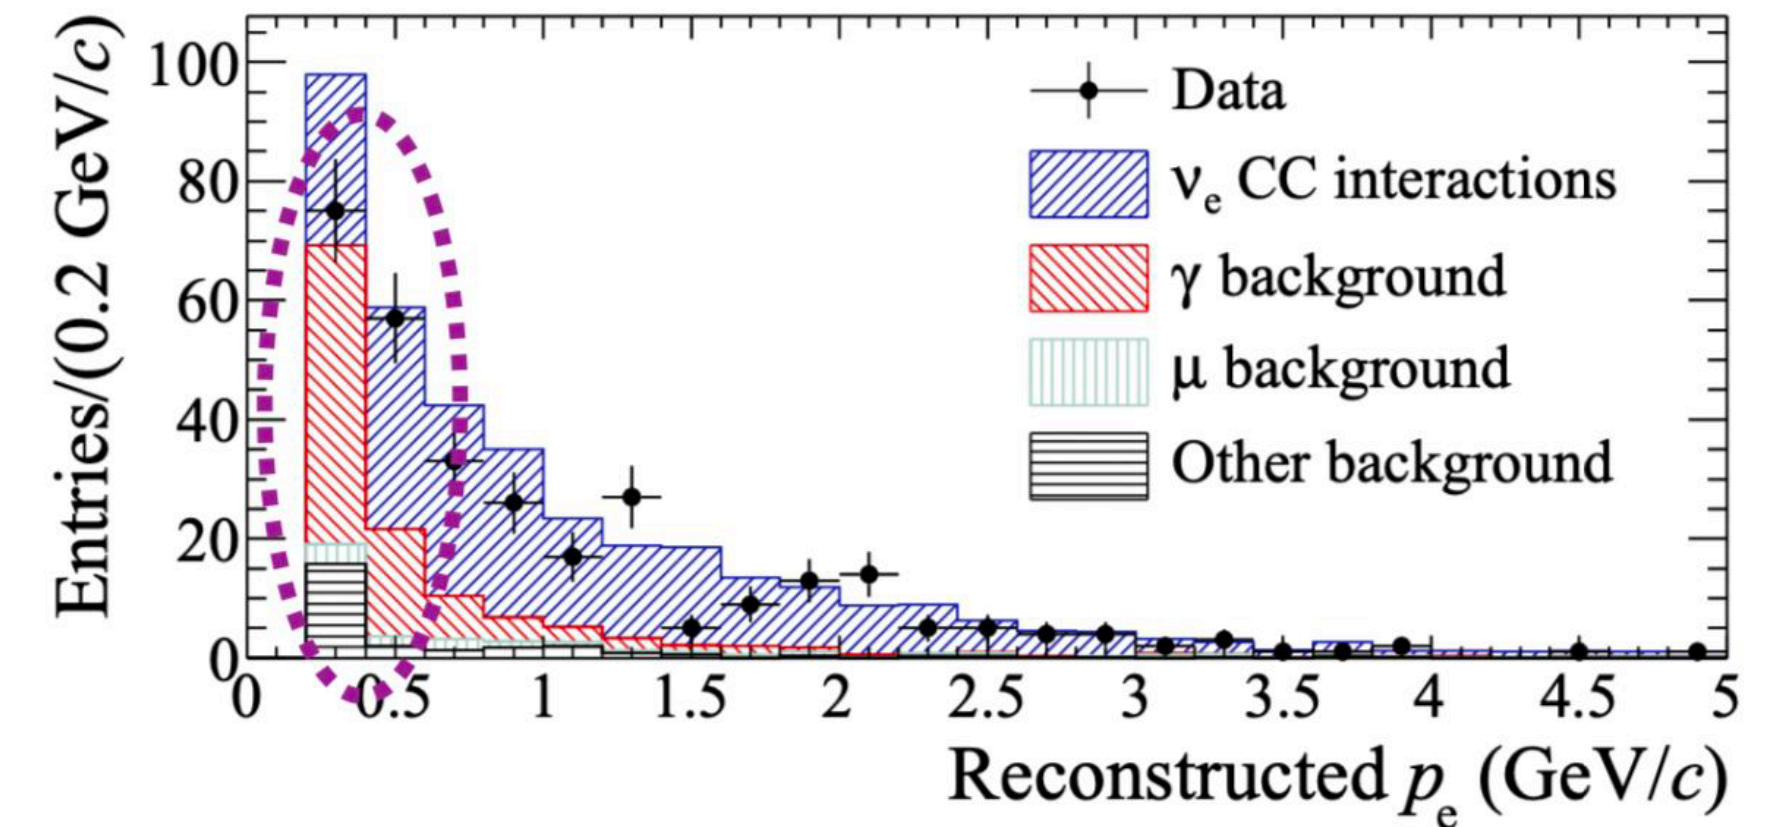 Entries/(0.2 GeV/c)
100
80
60
40
20
0
Data
νe CC interactions
γ background
μ background
Other background
0 0.5 1 1.5 2 2.5 3 3.5 4 4.5 5
Reconstructed pe (GeV/c)